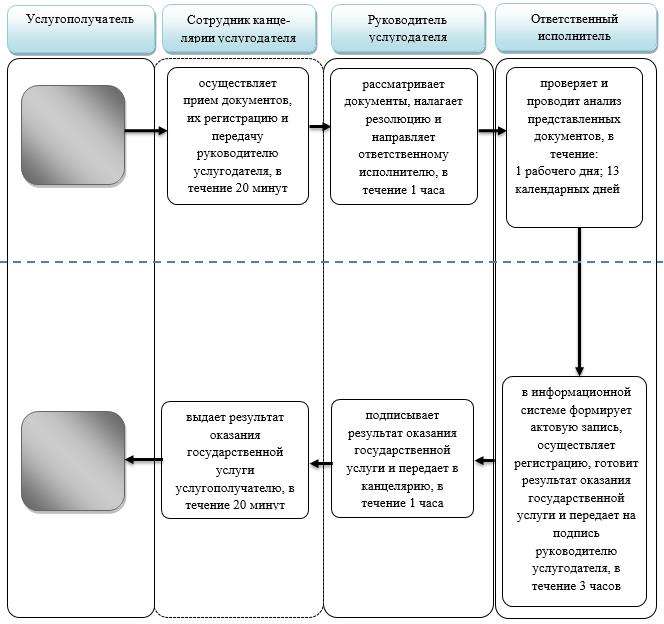 Услугополучатель
Сотрудник канце-
лярии услугодателя
Руководитель
услугодателя
Ответственный
исполнитель
осуществляет
прием документов,
их регистрацию и
передачу
руководителю
услугодателя, в
течение 20 минут
рассматривает
документы, налагает
резолюцию и
направляет
ответственному
исполнителю, в
течение 1 часа
проверяет и
проводит анализ
представленных
документов, в
течение:
1 рабочего дня; 13
календарных дней
в информационной
системе формирует
актовую запись,
осуществляет
регистрацию, готовит
результат оказания
государственной
услуги и передает на
подпись
руководителю
услугодателя, в
течение 3 часов
подписывает
результат оказания
государственной
услуги и передает в
канцелярию, в
течение 1 часа
выдает результат
оказания
государственной
услуги
услугополучателю, в
течение 20 минут